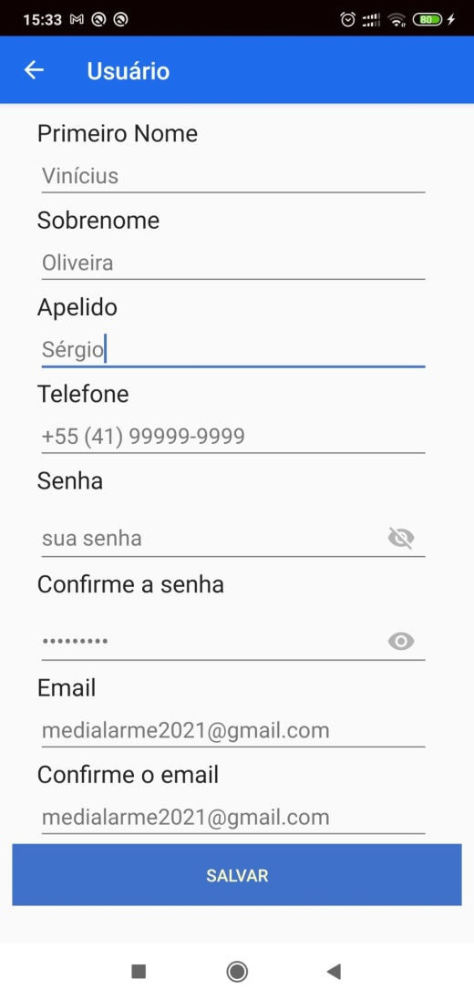 15:33
80
Usuário
Primeiro Nome
Vinícius
Sobrenome
Oliveira
Apelido
Sérgio
Telefone
+55 (41) 99999-9999
Senha
sua senha
Confirme a senha
•••••••••
Email
medialarme2021@gmail.com
Confirme o email
medialarme2021@gmail.com
SALVAR